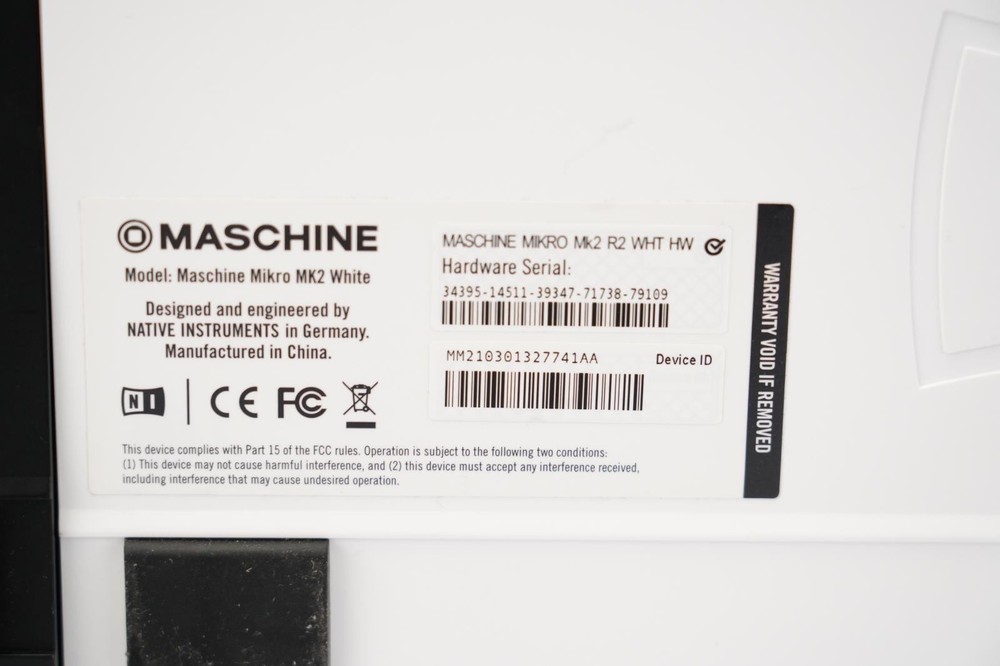 MASCHINE
Model: Maschine Mikro MK2 White
Designed and engineered by
NATIVE INSTRUMENTS in Germany.
Manufactured in China.
NI
CE FC
MASCHINE MIKRO Mk2 R2 WHT HW
Hardware Serial:
34395-14511-39347-71738-79109
MM210301327741AA Device ID
This device complies with Part 15 of the FCC rules. Operation is subject to the following two conditions:
(1) This device may not cause harmful interference, and (2) this device must accept any interference received,
including interference that may cause undesired operation.
WARRANTY VOID IF REMOVED